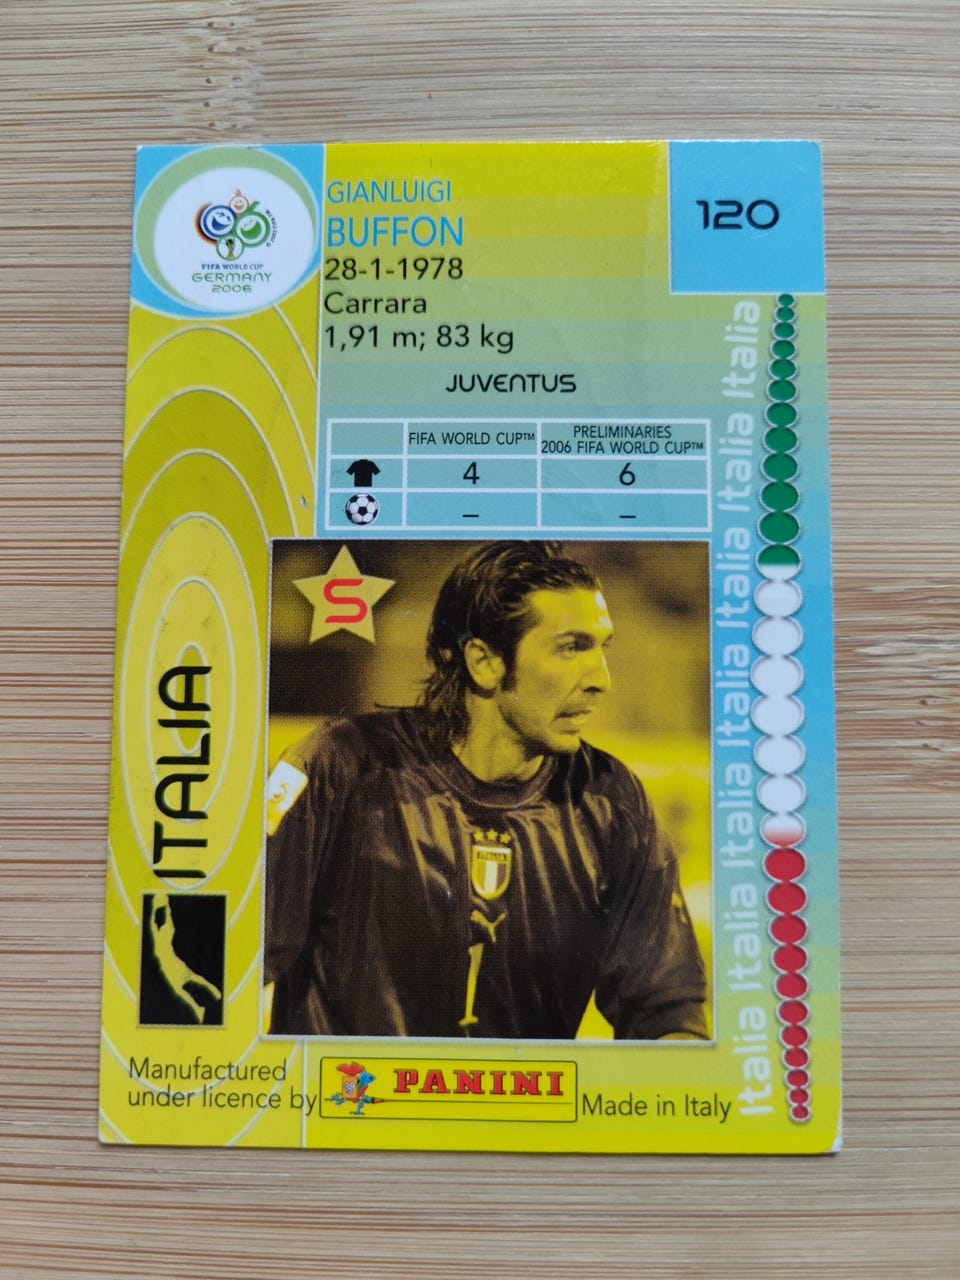 FIFA WORLD CUP
GERMANY
2006
GIANLUIGI
BUFFON
28-1-1978
Carrara
1,91 m; 83 kg
JUVENTUS
120
FIFA WORLD CUP™
PRELIMINARIES
2006 FIFA WORLD CUP™
4
6
–
–
S
ITALIA
ITALIA
1
Italia Italia Italia Italia Italia Italia Italia Italia
Manufactured
under licence by
PANINI
Made in Italy